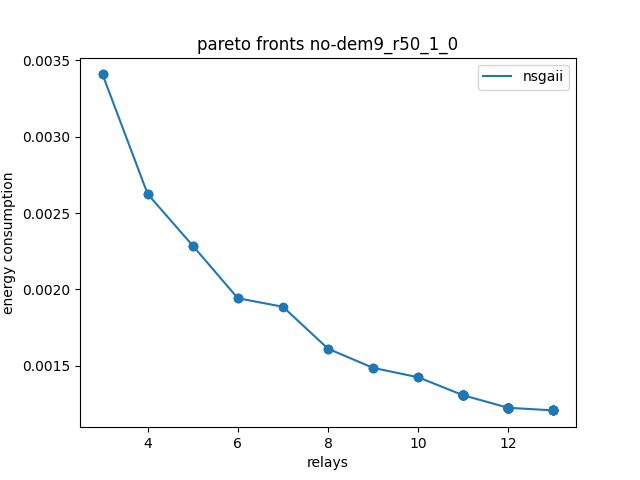 pareto fronts no-dem9_r50_1_0
nsgaii
0.0035
0.0030
0.0025
0.0020
0.0015
energy consumption
4 6 8 10 12
relays